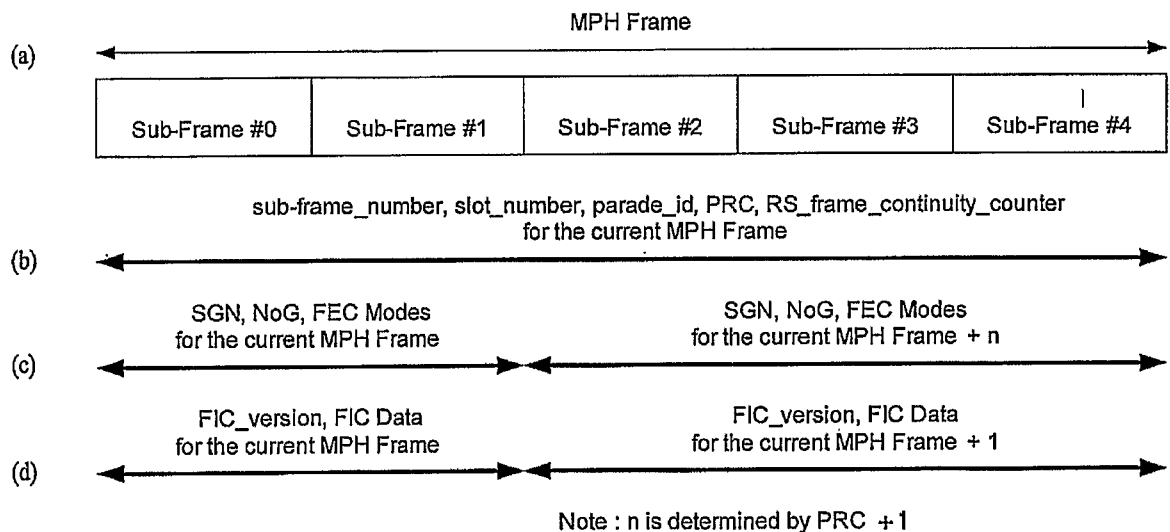 MPH Frame
(a)
Sub-Frame #0 Sub-Frame #1 Sub-Frame #2 Sub-Frame #3 Sub-Frame #4
sub-frame_number, slot_number, parade_id, PRC, RS_frame_continuity_counter
for the current MPH Frame
(b)
SGN, NoG, FEC Modes SGN, NoG, FEC Modes
for the current MPH Frame for the current MPH Frame + n
(c)
FIC_version, FIC Data FIC_version, FIC Data
for the current MPH Frame for the current MPH Frame + 1
(d)
Note : n is determined by PRC + 1